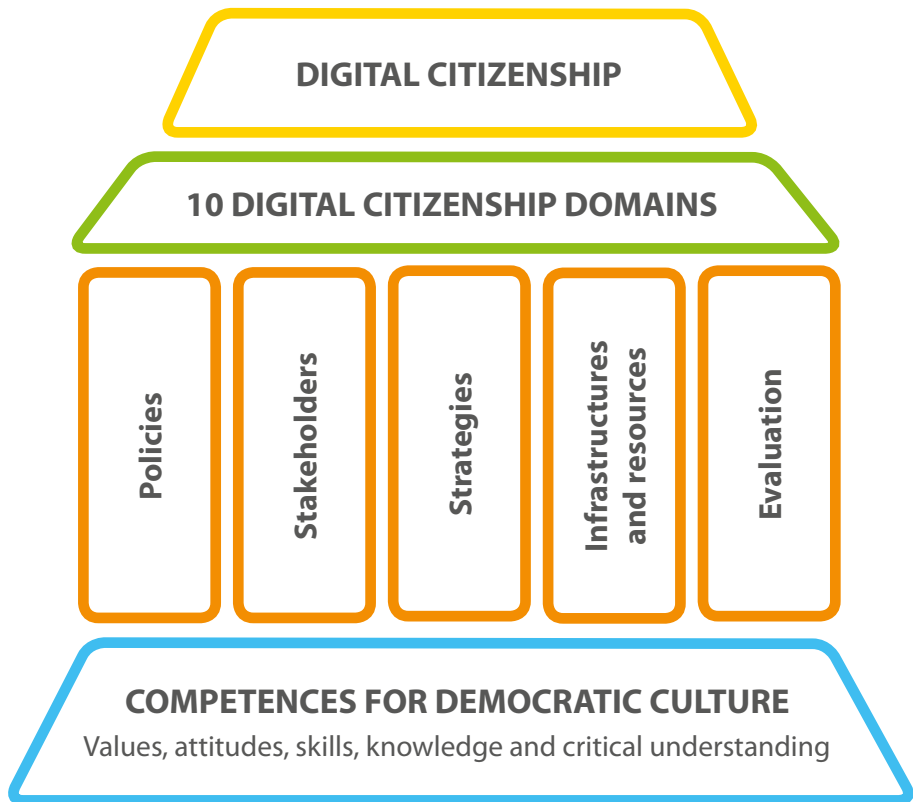 DIGITAL CITIZENSHIP
10 DIGITAL CITIZENSHIP DOMAINS
Policies
Stakeholders
Strategies
Infrastructures
and resources
Evaluation
COMPETENCES FOR DEMOCRATIC CULTURE
Values, attitudes, skills, knowledge and critical understanding